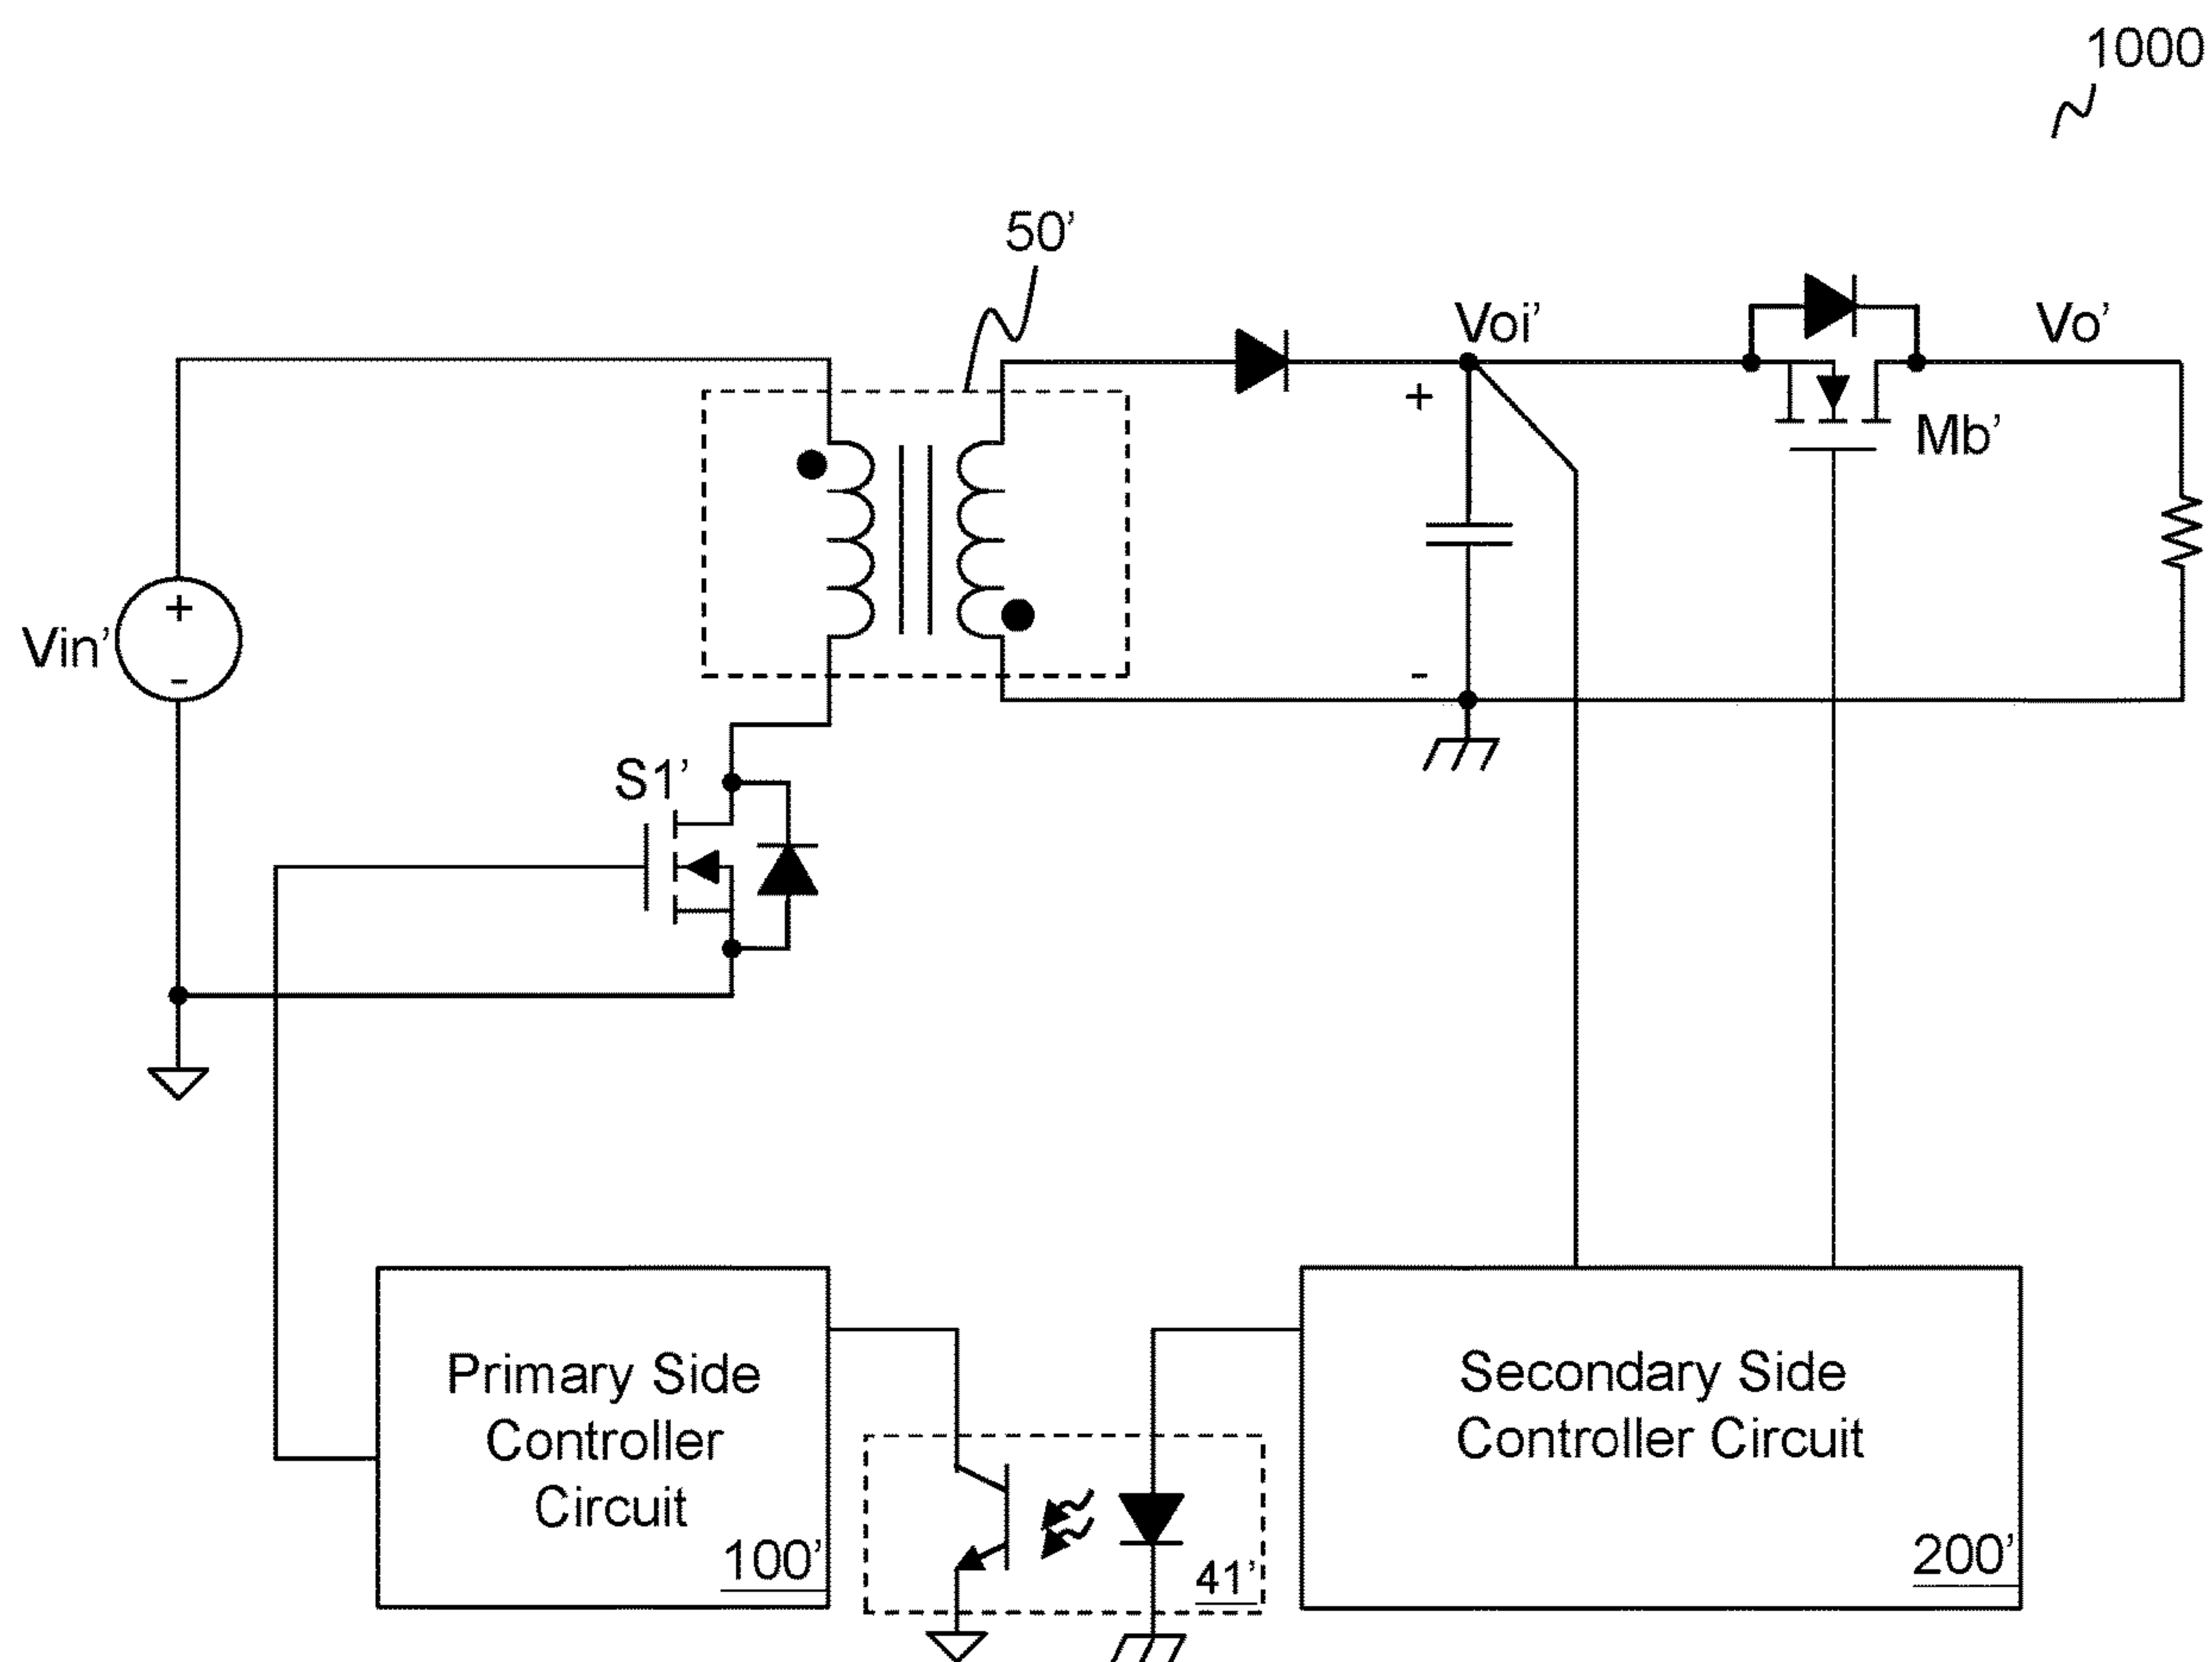 1000
50’
Voi’
Vo’
+
Mb’
+
Vin’
-
-
S1’
Primary Side
Controller
Circuit
100’
41’
Secondary Side
Controller Circuit
200’